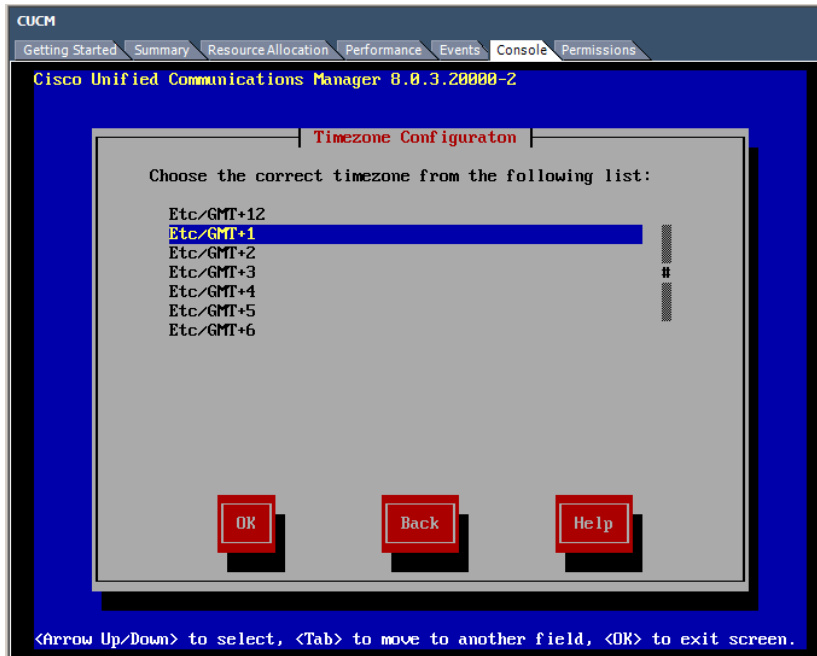 CUCM
Getting Started Summary Resource Allocation Performance Events Console Permissions
Cisco Unified Communications Manager 8.0.3.20000-2
Timezone Configuraton
Choose the correct timezone from the following list:
Etc/GMT+12
Etc/GMT+1
Etc/GMT+2
Etc/GMT+3 #
Etc/GMT+4
Etc/GMT+5
Etc/GMT+6
OK Back Help
<Arrow Up/Down> to select, <Tab> to move to another field, <OK> to exit screen.